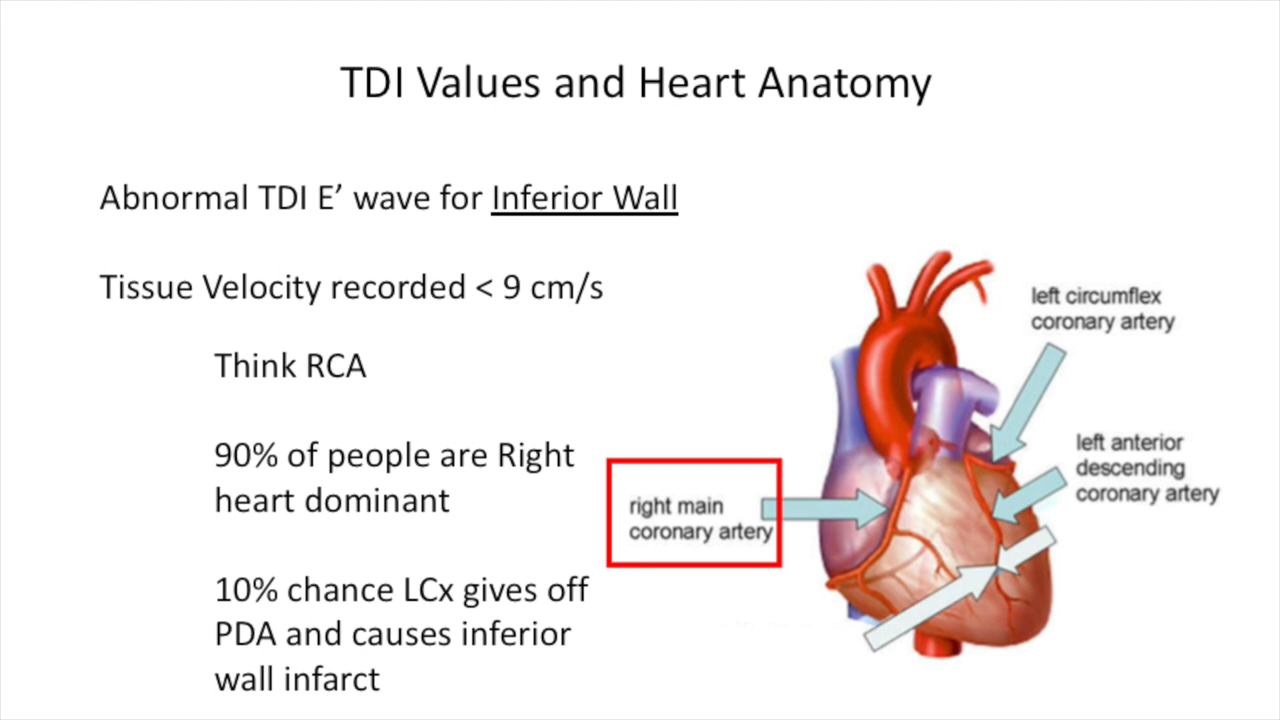 TDI Values and Heart Anatomy
Abnormal TDI E’ wave for Inferior Wall
Tissue Velocity recorded < 9 cm/s
Think RCA
90% of people are Right
heart dominant
10% chance LCx gives off
PDA and causes inferior
wall infarct
left circumflex
coronary artery
left anterior
descending
coronary artery
right main
coronary artery